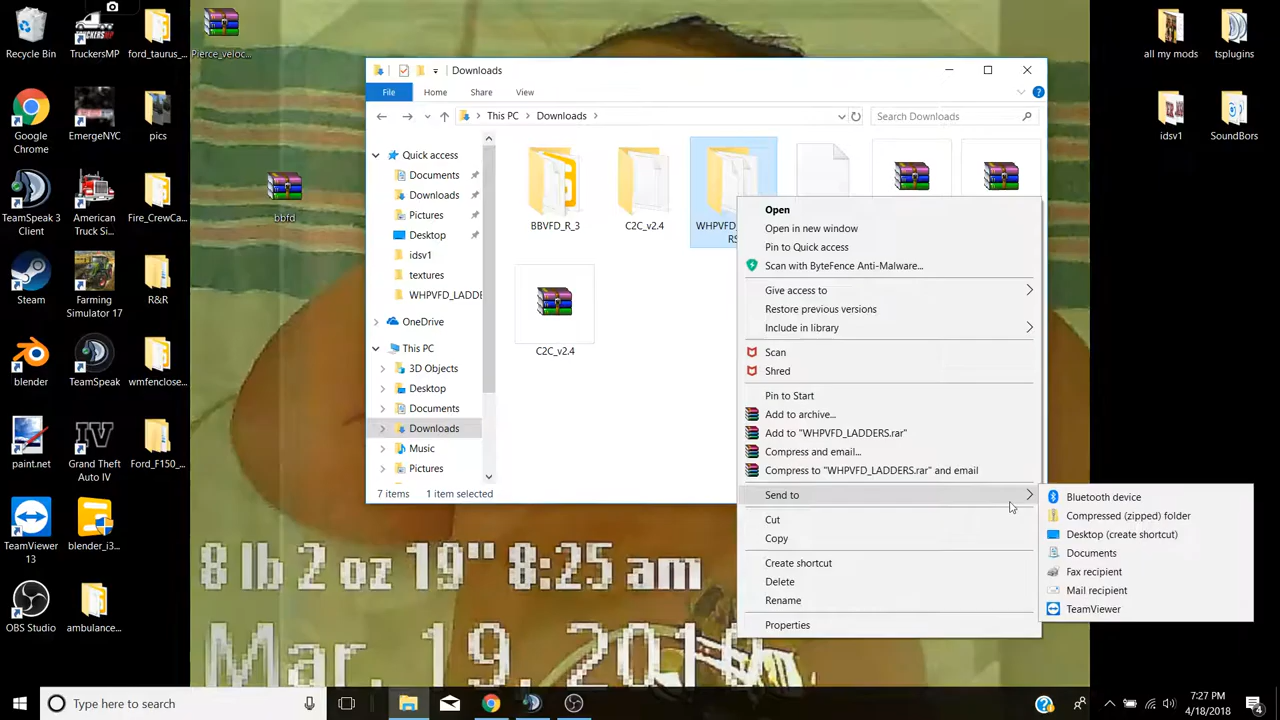 Recycle Bin
TruckersMP
ford_taurus_...
Pierce_veloc...
Google
Chrome
EmergeNYC
pics
TeamSpeak 3
Client
American
Truck Si...
Fire_CrewCa...
bbfd
Steam
Farming
Simulator 17
R&R
blender
TeamSpeak
wmfenclose...
paint.net
Grand Theft
Auto IV
Ford_F150_...
TeamViewer
13
blender_i3...
OBS Studio
ambulance...
all my mods
tsplugins
idsv1
SoundBors
Downloads
File
Home
Share
View
This PC
Downloads
Search Downloads
Quick access
Documents
Downloads
Pictures
Desktop
idsv1
textures
WHPVFD_LADDE
OneDrive
This PC
3D Objects
Desktop
Documents
Downloads
Music
Pictures
BBVFD_R_3
C2C_v2.4
WHPVFD_
RS
C2C_v2.4
7 items
1 item selected
Open
Open in new window
Pin to Quick access
Scan with ByteFence Anti-Malware...
Give access to
Restore previous versions
Include in library
Scan
Shred
Pin to Start
Add to archive...
Add to "WHPVFD_LADDERS.rar"
Compress and email...
Compress to "WHPVFD_LADDERS.rar" and email
Send to
Cut
Copy
Create shortcut
Delete
Rename
Properties
Bluetooth device
Compressed (zipped) folder
Desktop (create shortcut)
Documents
Fax recipient
Mail recipient
TeamViewer
8 lb 2 oz 19" 8:25 am
Mar. 19, 201
Type here to search
7:27 PM
4/18/2018
4